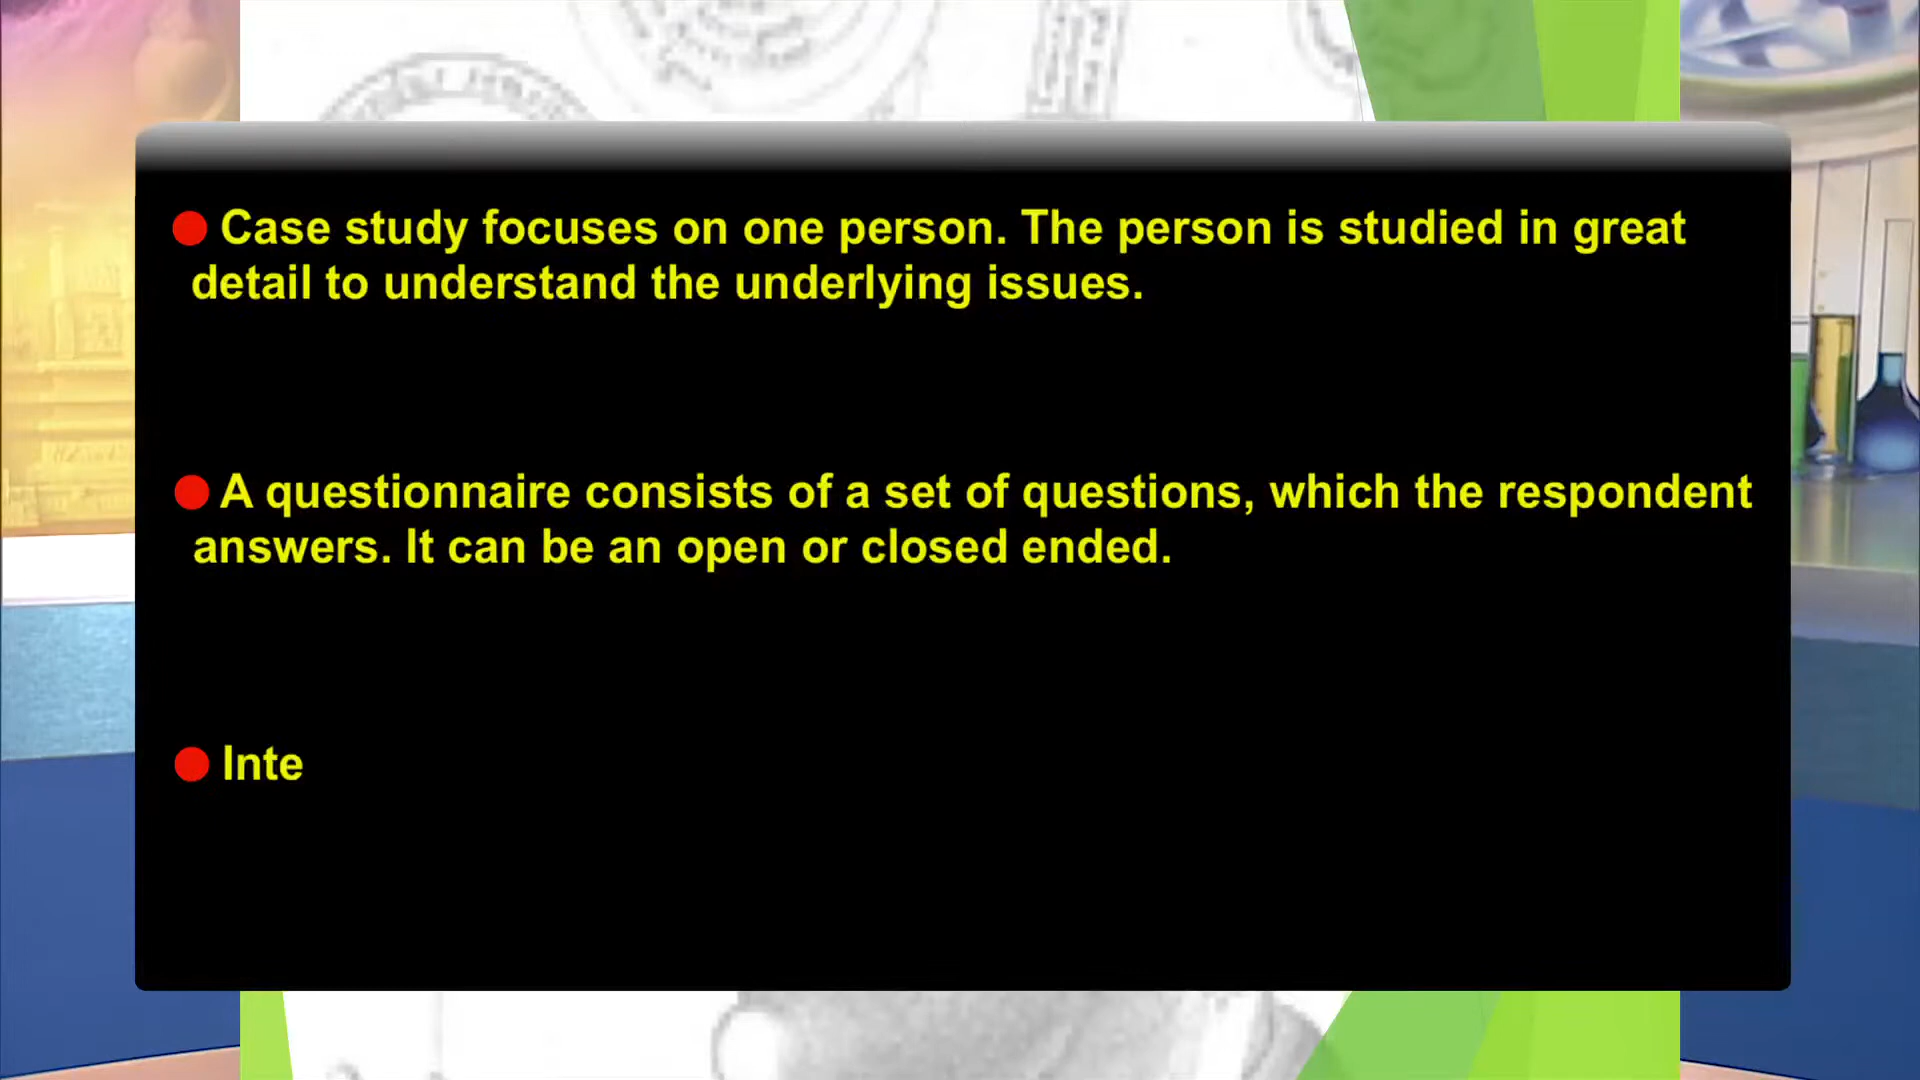 Case study focuses on one person. The person is studied in great
detail to understand the underlying issues.
A questionnaire consists of a set of questions, which the respondent
answers. It can be an open or closed ended.
Inte